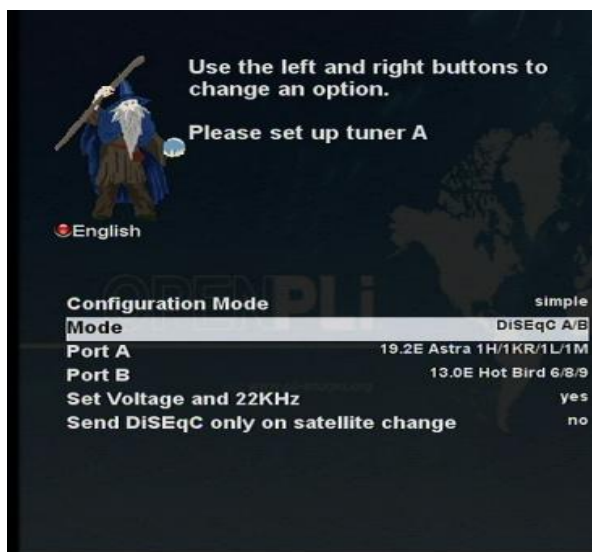 Use the left and right buttons to
change an option.
Please set up tuner A
English
OPENPLi
Configuration Mode simple
Mode DiSEqC A/B
Port A 19.2E Astra 1H/1KR/1L/1M
Port B 13.0E Hot Bird 6/8/9
Set Voltage and 22KHz yes
Send DiSEqC only on satellite change no